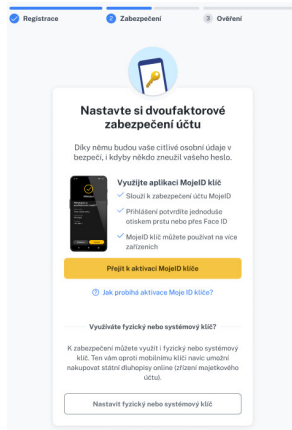 Registrace
2 Zabezpečení
3 Ověření
Nastavte si dvoufaktorové
zabezpečení účtu
Díky němu budou vaše citlivé osobní údaje v
bezpečí, i kdyby někdo zneužil vašeho heslo.
Využijte aplikaci MojeID klíč
Slouží k zabezpečení účtu MojeID
Přihlášení potvrdíte jednoduše
otiskem prstu nebo přes Face ID
MojeID klíč můžete používat na více
zařízeních
Přejít k aktivaci MojeID klíče
? Jak probíhá aktivace Moje ID klíče?
Využíváte fyzický nebo systémový klíč?
K zabezpečení můžete využít i fyzický nebo systémový
klíč. Ten vám oproti mobilnímu klíči navíc umožní
nakupovat státní dluhopisy online (zřízení majetkového
účtu).
Nastavit fyzický nebo systémový klíč